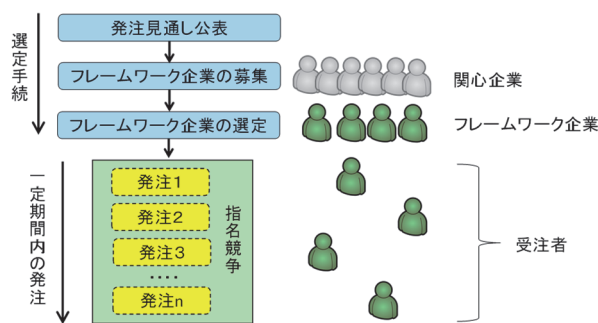 選定手続
発注見通し公表
フレームワーク企業の募集
関心企業
フレームワーク企業の選定
フレームワーク企業
一定期間内の発注
発注1
発注2
発注3
‥‥
発注n
指名競争
受注者